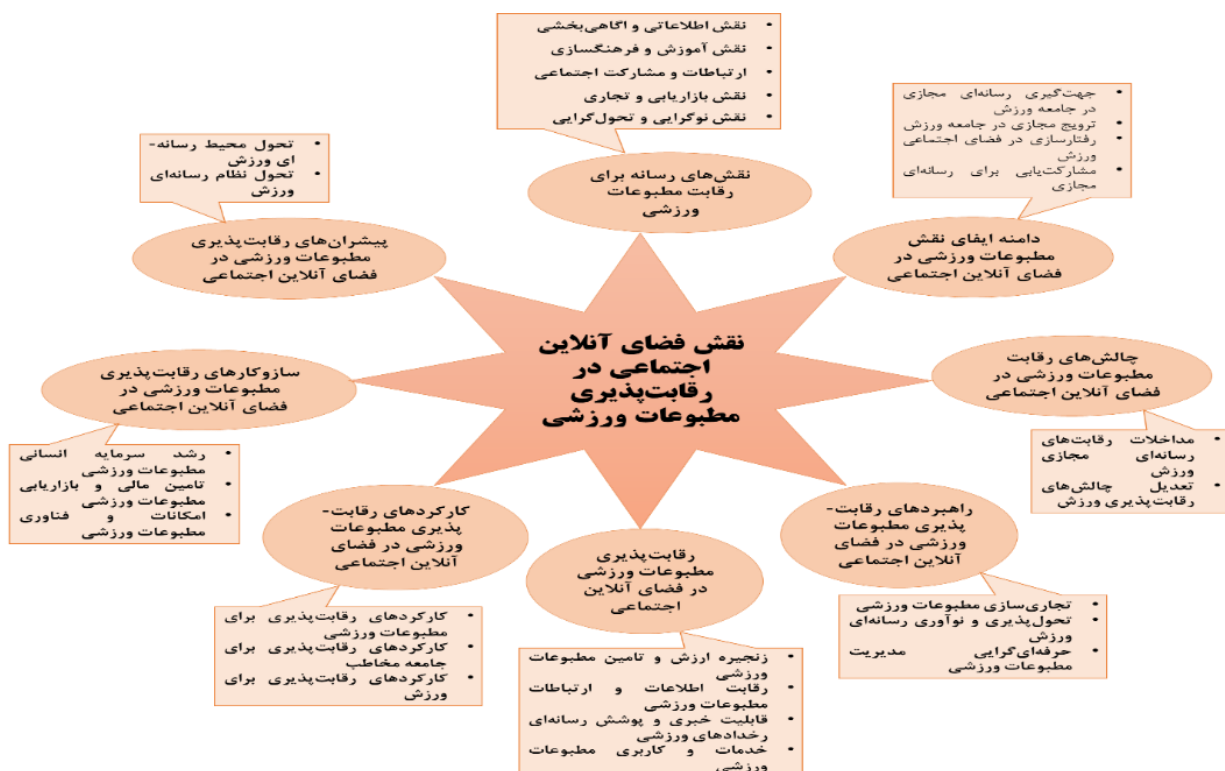 نقش اطلاعاتی و آگاهی‌بخشی
نقش آموزش و فرهنگسازی
ارتباطات و مشارکت اجتماعی
نقش بازاریابی و تجاری
نقش نوگرایی و تحول‌گرایی
نقش‌های رسانه برای
رقابت مطبوعات
ورزشی
جهت‌گیری رسانه‌ای مجازی
در جامعه ورزش
ترویج مجازی در جامعه ورزش
رفتارسازی در فضای اجتماعی
ورزش
مشارکت‌یابی برای رسانه‌ای
مجازی
دامنه ایفای نقش
مطبوعات ورزشی در
فضای آنلاین اجتماعی
تحول محیط رسانه-
ای ورزش
تحول نظام رسانه‌ای
ورزش
پیشران‌های رقابت‌پذیری
مطبوعات ورزشی در
فضای آنلاین اجتماعی
نقش فضای آنلاین
اجتماعی در
رقابت‌پذیری
مطبوعات ورزشی
چالش‌های رقابت
مطبوعات ورزشی در
فضای آنلاین اجتماعی
مداخلات رقابت‌های
رسانه‌ای مجازی
ورزش
تعدیل چالش‌های
رقابت‌پذیری ورزش
سازوکارهای رقابت‌پذیری
مطبوعات ورزشی در
فضای آنلاین اجتماعی
رشد سرمایه انسانی
مطبوعات ورزشی
تامین مالی و بازاریابی
مطبوعات ورزشی
امکانات و فناوری
مطبوعات ورزشی
راهبردهای رقابت-
پذیری مطبوعات
ورزشی در فضای
آنلاین اجتماعی
تجاری‌سازی مطبوعات ورزشی
تحول‌پذیری و نوآوری رسانه‌ای
ورزش
حرفه‌ای‌گرایی مدیریت
مطبوعات ورزشی
رقابت‌پذیری
مطبوعات ورزشی
در فضای آنلاین
اجتماعی
زنجیره ارزش و تامین مطبوعات
ورزشی
رقابت اطلاعات و ارتباطات
مطبوعات ورزشی
قابلیت خبری و پوشش رسانه‌ای
رخدادهای ورزشی
خدمات و کاربری مطبوعات
ورزشی
کارکردهای رقابت-
پذیری مطبوعات
ورزشی در فضای
آنلاین اجتماعی
کارکردهای رقابت‌پذیری برای
مطبوعات ورزشی
کارکردهای رقابت‌پذیری برای
جامعه مخاطب
کارکردهای رقابت‌پذیری برای
ورزش